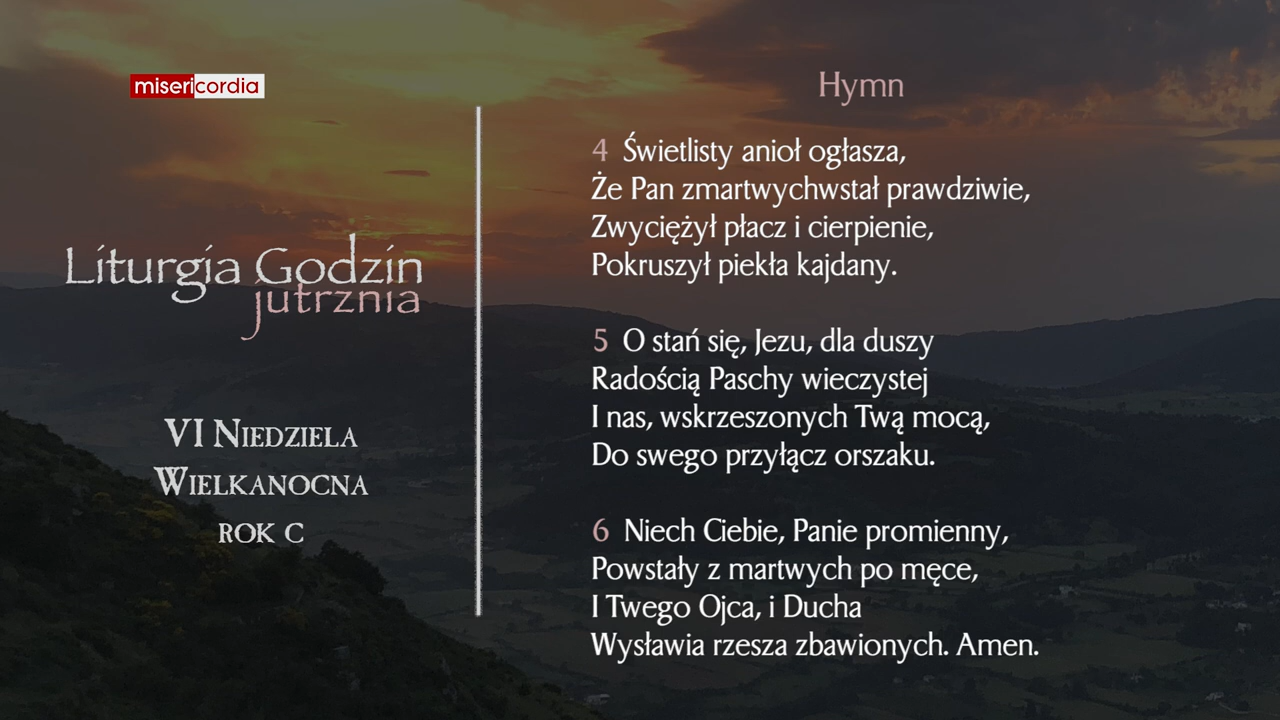 misericordia
Liturgia Godzin
jutrznia
VI Niedziela
Wielkanocna
rok C
Hymn
4 Świetlisty anioł ogłasza,
Że Pan zmartwychwstał prawdziwie,
Zwyciężył płacz i cierpienie,
Pokruszył piekła kajdany.
5 O stań się, Jezu, dla duszy
Radością Paschy wieczystej
I nas, wskrzeszonych Twą mocą,
Do swego przyłącz orszaku.
6 Niech Ciebie, Panie promienny,
Powstały z martwych po męce,
I Twego Ojca, i Ducha
Wysławia rzesza zbawionych. Amen.